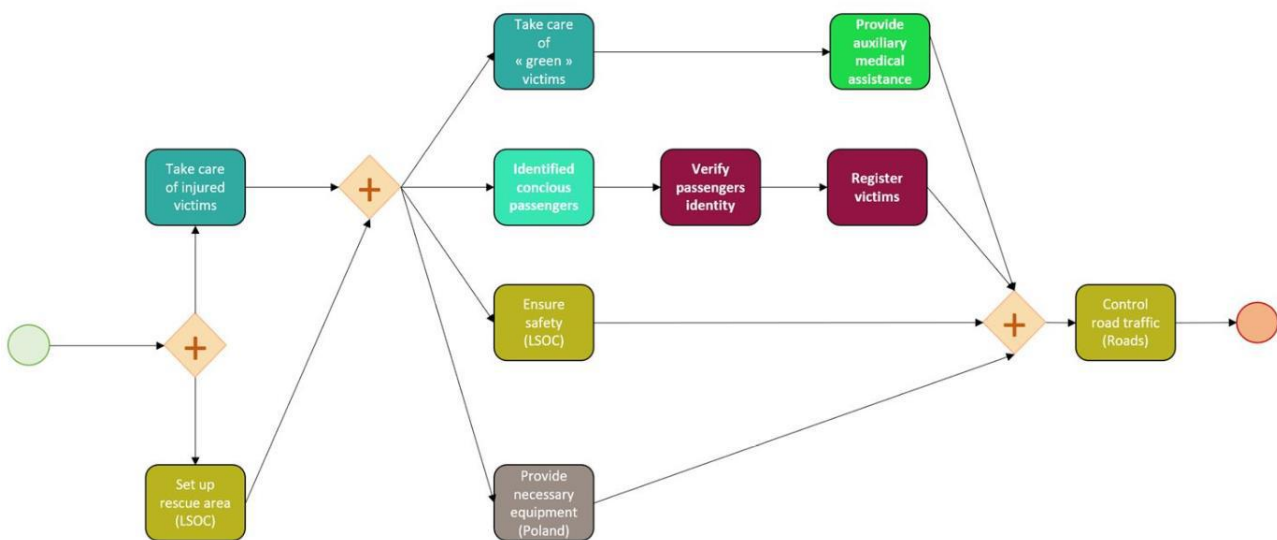 Take care
of
« green »
victims
Provide
auxiliary
medical
assistance
Take care
of injured
victims
Identified
concious
passengers
Verify
passengers
identity
Register
victims
Ensure
safety
(LSOC)
Control
road traffic
(Roads)
Set up
rescue area
(LSOC)
Provide
necessary
equipment
(Poland)